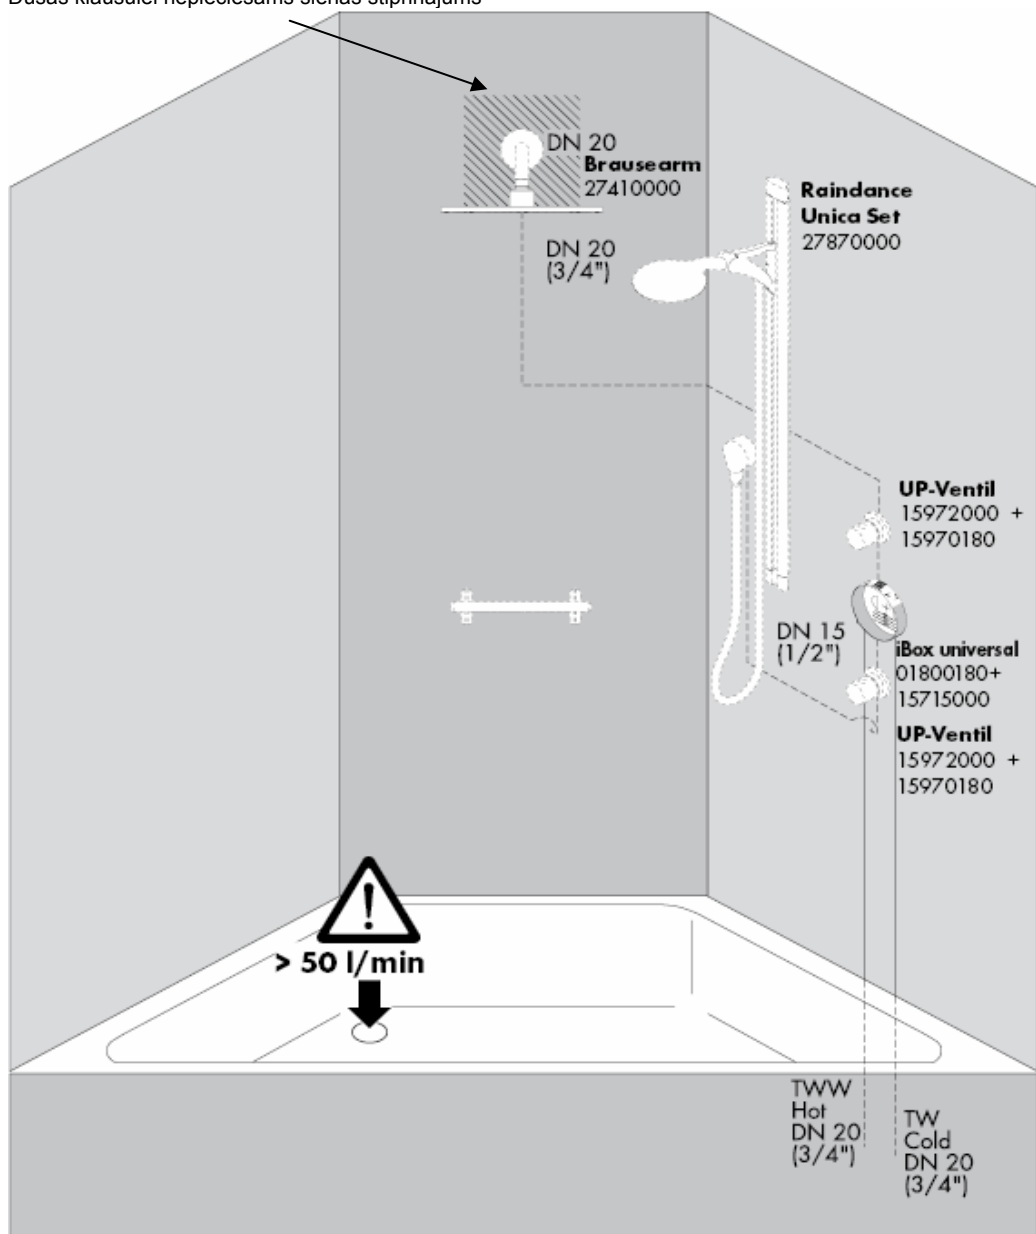 Dušas klausulei nepieciešams sienas stiprinājums
DN 20
Brausearm
27410000
DN 20
(3/4")
Raindance
Unica Set
27870000
UP-Ventil
15972000 +
15970180
DN 15
(1/2")
iBox universal
01800180+
15715000
UP-Ventil
15972000 +
15970180
!
> 50 l/min
TWW
Hot
DN 20
(3/4")
TW
Cold
DN 20
(3/4")